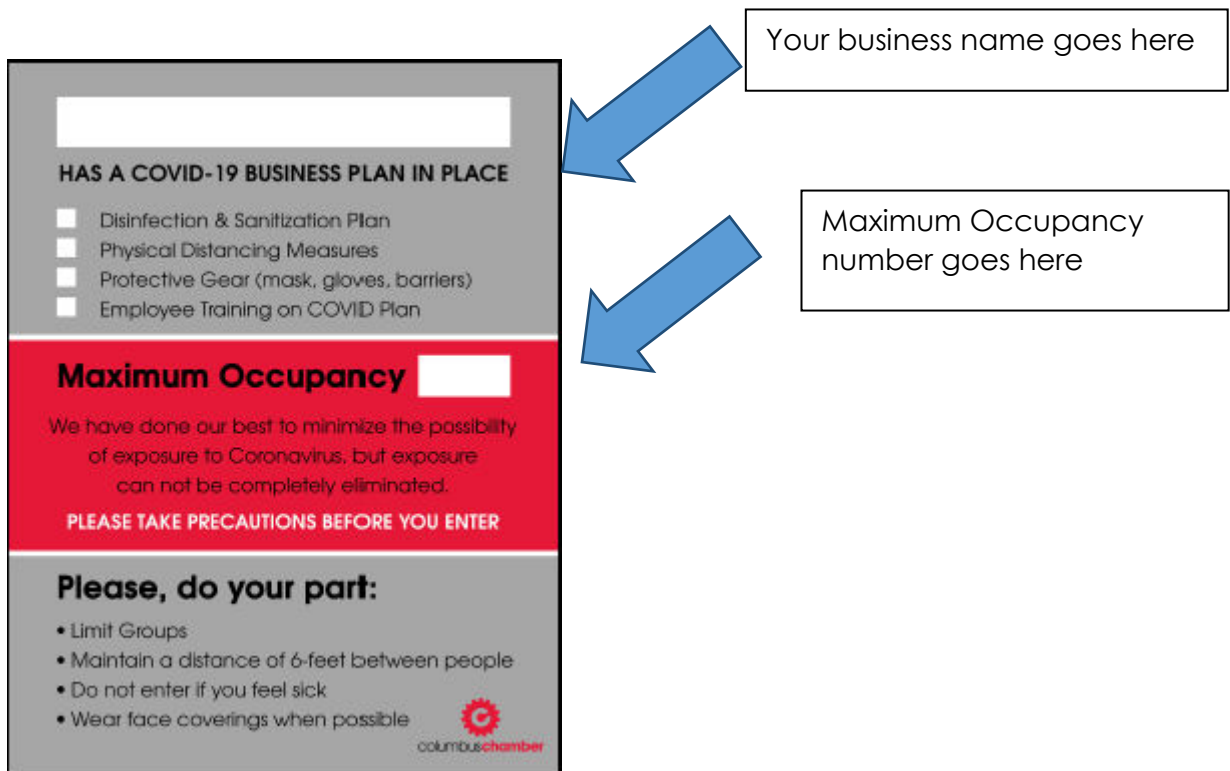 Your business name goes here
HAS A COVID-19 BUSINESS PLAN IN PLACE
Disinfection & Sanitization Plan
Physical Distancing Measures
Protective Gear (mask, gloves, barriers)
Employee Training on COVID Plan
Maximum Occupancy
number goes here
Maximum Occupancy
We have done our best to minimize the possibility
of exposure to Coronavirus, but exposure
can not be completely eliminated.
PLEASE TAKE PRECAUTIONS BEFORE YOU ENTER
Please, do your part:
• Limit Groups
• Maintain a distance of 6-feet between people
• Do not enter if you feel sick
• Wear face coverings when possible
columbuschamber